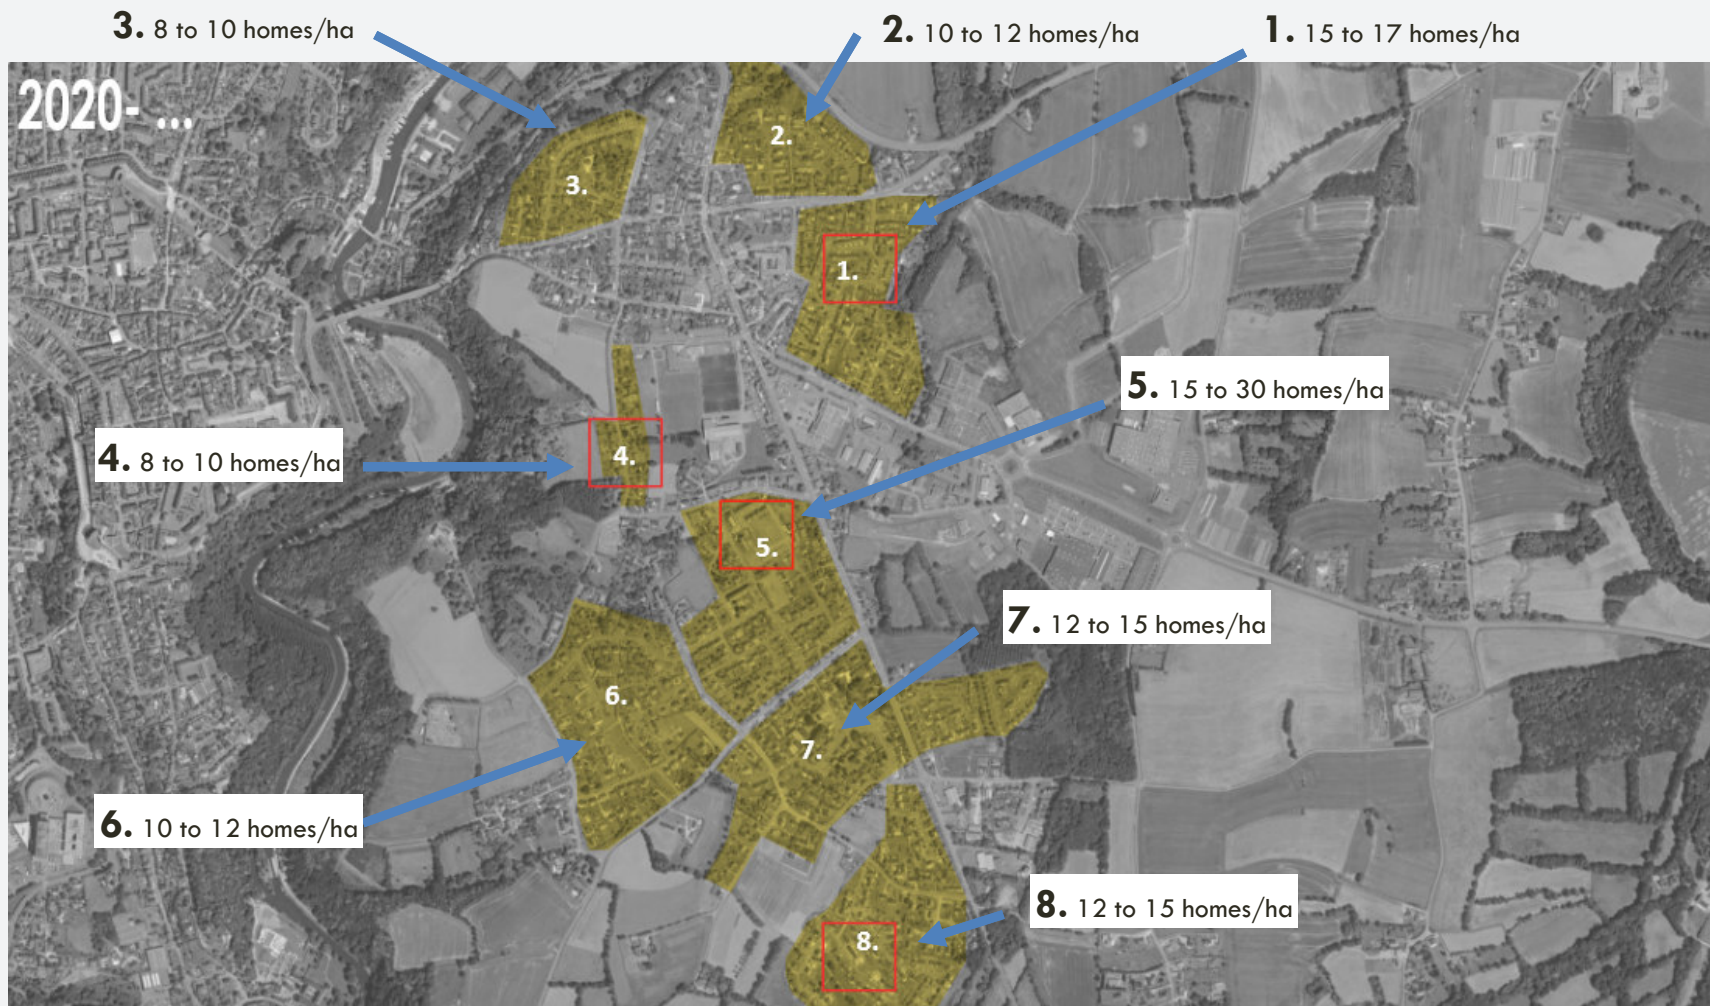 3. 8 to 10 homes/ha
2. 10 to 12 homes/ha
1. 15 to 17 homes/ha
2020- ...
2.
3.
1.
5. 15 to 30 homes/ha
4. 8 to 10 homes/ha
4.
5.
7. 12 to 15 homes/ha
6.
7.
6. 10 to 12 homes/ha
8. 12 to 15 homes/ha
8.